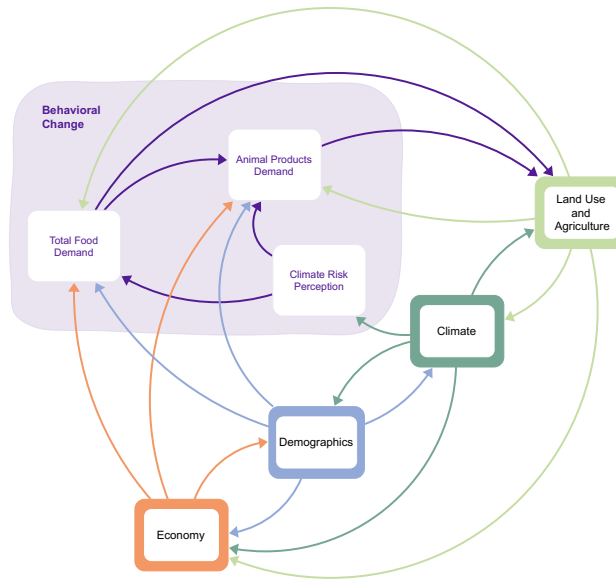 Behavioral
Change
Animal Products
Demand
Land Use
and
Agriculture
Total Food
Demand
Climate Risk
Perception
Climate
Demographics
Economy